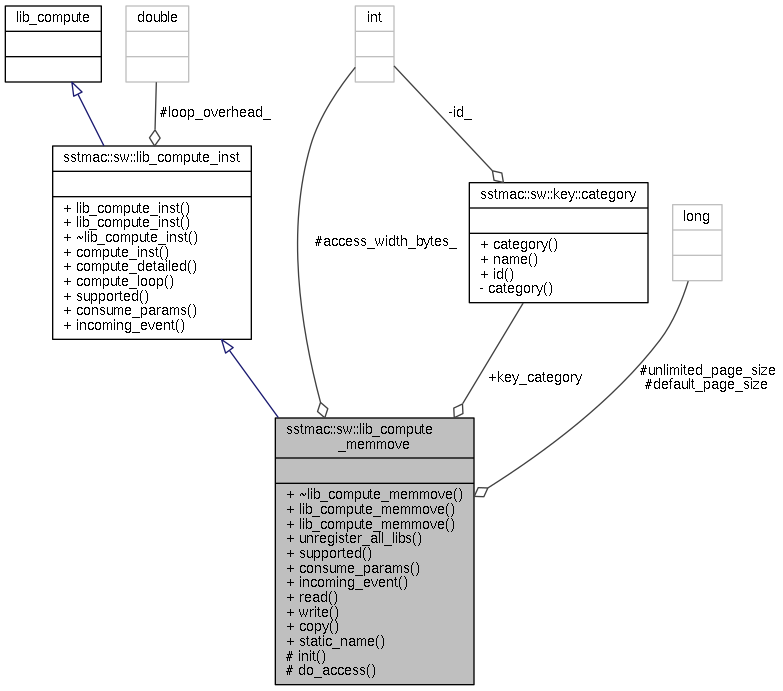 lib_compute
double
int
#loop_overhead_
-id_
sstmac::sw::lib_compute_inst
+ lib_compute_inst()
+ lib_compute_inst()
+ ~lib_compute_inst()
+ compute_inst()
+ compute_detailed()
+ compute_loop()
+ supported()
+ consume_params()
+ incoming_event()
sstmac::sw::key::category
+ category()
+ name()
+ id()
- category()
long
#access_width_bytes_
+key_category
#unlimited_page_size
#default_page_size
sstmac::sw::lib_compute
_memmove
+ ~lib_compute_memmove()
+ lib_compute_memmove()
+ lib_compute_memmove()
+ unregister_all_libs()
+ supported()
+ consume_params()
+ incoming_event()
+ read()
+ write()
+ copy()
+ static_name()
# init()
# do_access()